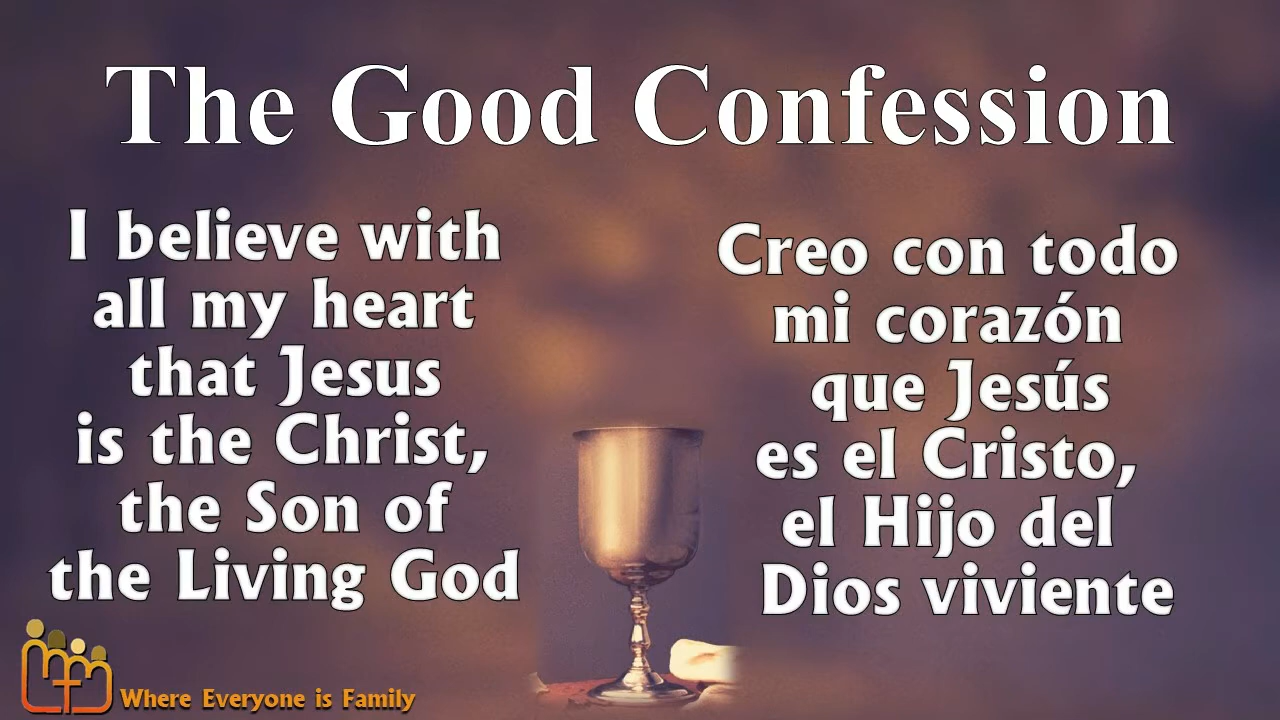 The Good Confession
I believe with
all my heart
that Jesus
is the Christ,
the Son of
the Living God
Creo con todo
mi corazón
que Jesús
es el Cristo,
el Hijo del
Dios viviente
Where Everyone is Family